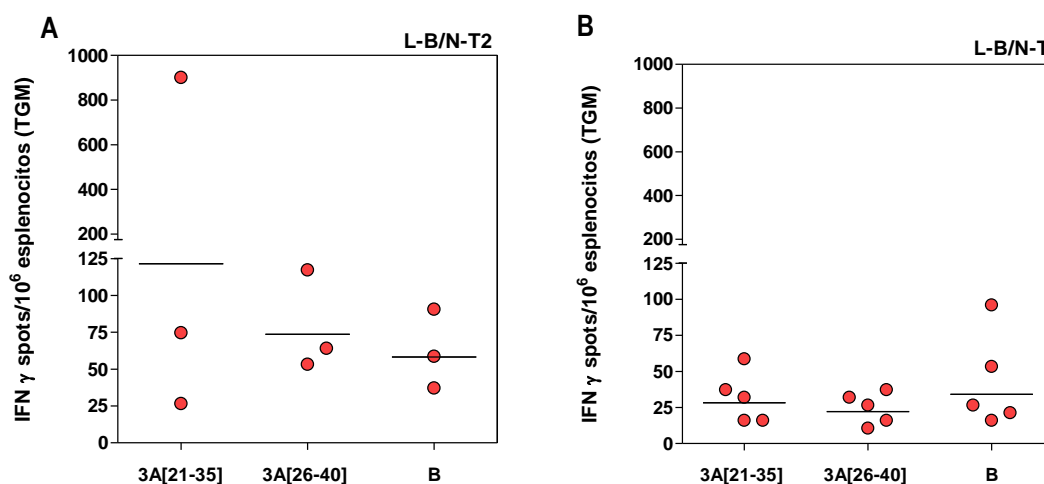 A
L-B/N-T2
IFN γ spots/10⁶ esplenocitos (TGM)
1000
800
600
400
200
125
100
75
50
25
0
3A[21-35] 3A[26-40] B
B
L-B/N-T
IFN γ spots/10⁶ esplenocitos (TGM)
1000
800
600
400
200
125
100
75
50
25
0
3A[21-35] 3A[26-40] B